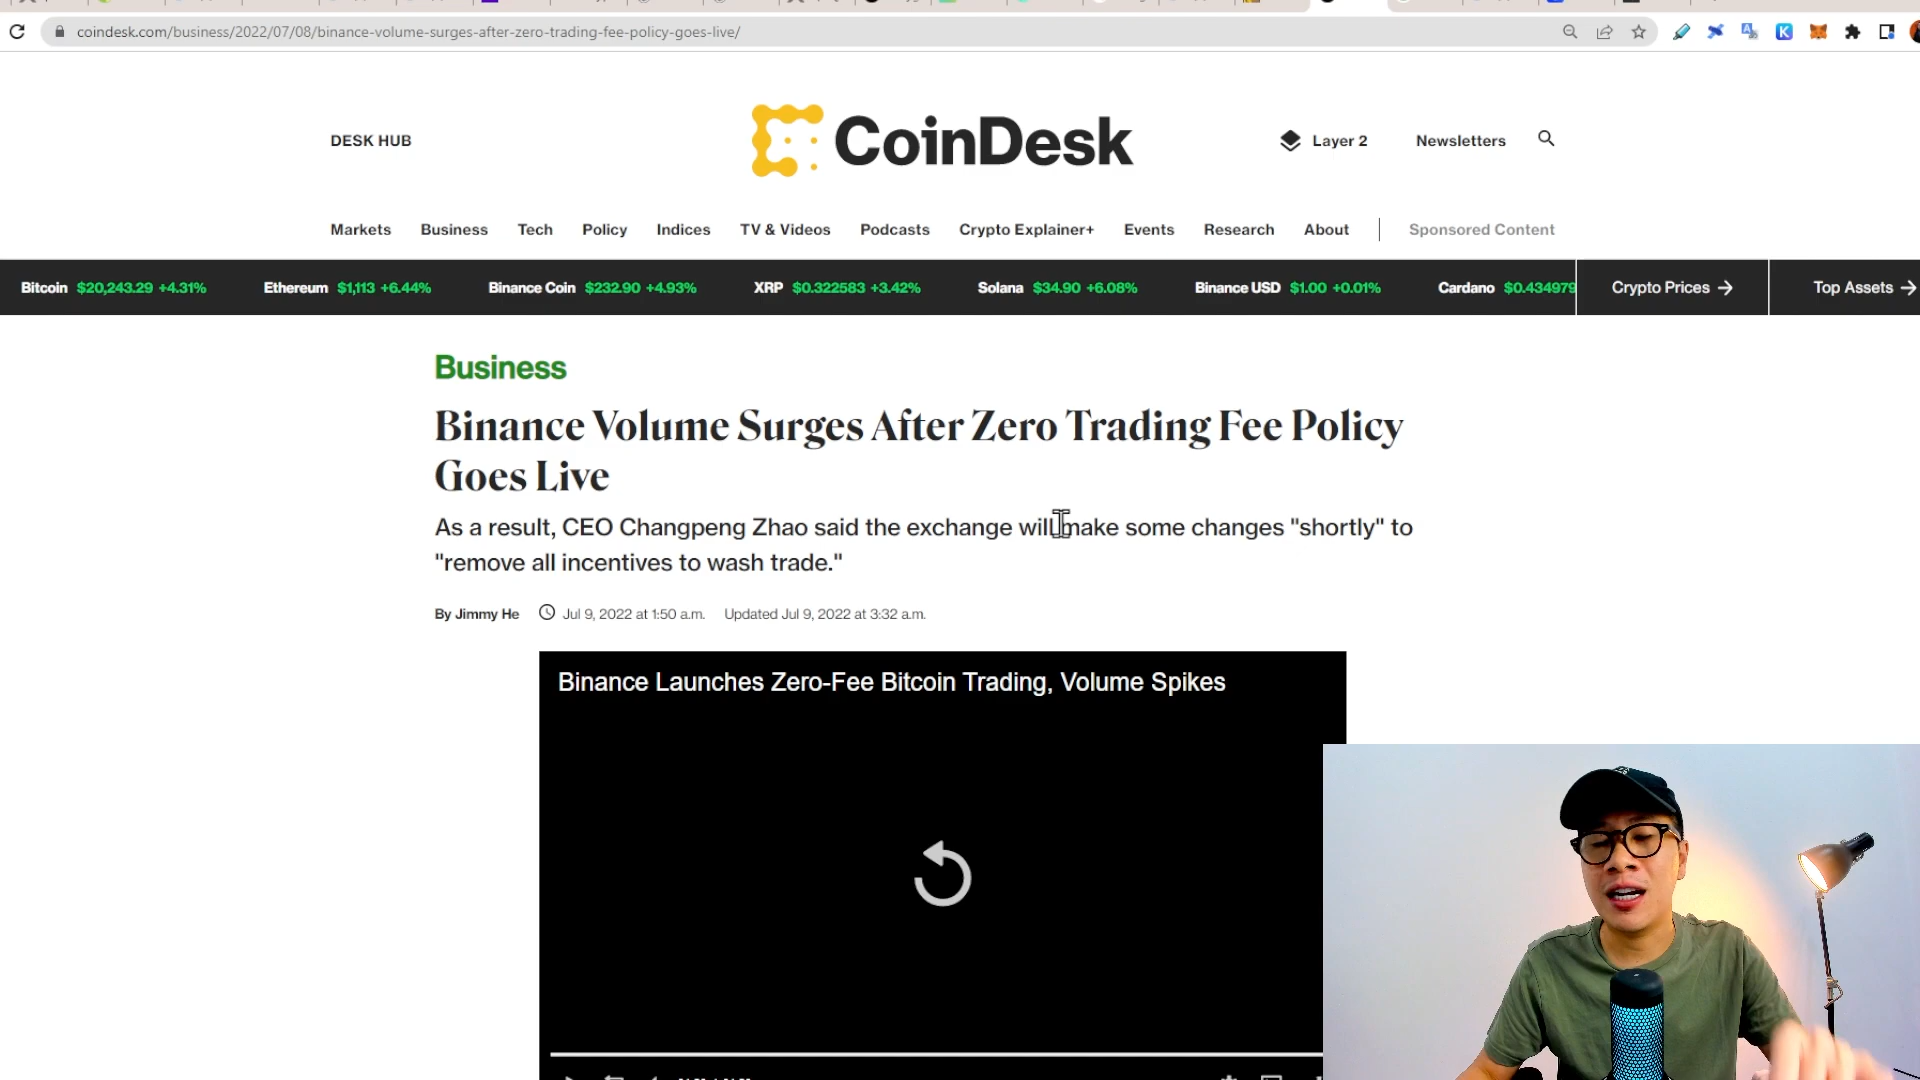 coindesk.com/business/2022/07/08/binance-volume-surges-after-zero-trading-fee-policy-goes-live/
DESK HUB
CoinDesk
Layer 2
Newsletters
Markets Business Tech Policy Indices TV & Videos Podcasts Crypto Explainer+ Events Research About Sponsored Content
Bitcoin $20,243.29 +4.31% Ethereum $1,113 +6.44% Binance Coin $232.90 +4.93% XRP $0.322583 +3.42% Solana $34.90 +6.08% Binance USD $1.00 +0.01% Cardano $0.434979 Crypto Prices → Top Assets →
Business
Binance Volume Surges After Zero Trading Fee Policy
Goes Live
As a result, CEO Changpeng Zhao said the exchange will make some changes "shortly" to
"remove all incentives to wash trade."
By Jimmy He Jul 9, 2022 at 1:50 a.m. Updated Jul 9, 2022 at 3:32 a.m.
Binance Launches Zero-Fee Bitcoin Trading, Volume Spikes